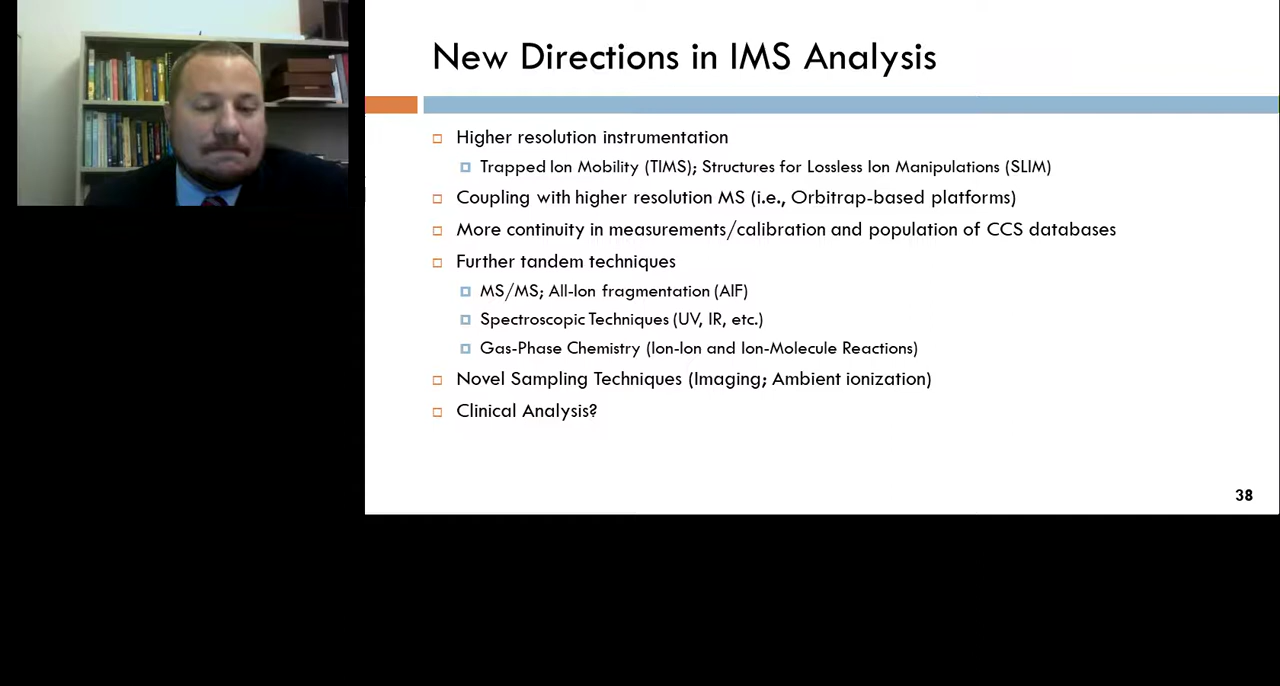 New Directions in IMS Analysis
Higher resolution instrumentation
Trapped Ion Mobility (TIMS); Structures for Lossless Ion Manipulations (SLIM)
Coupling with higher resolution MS (i.e., Orbitrap-based platforms)
More continuity in measurements/calibration and population of CCS databases
Further tandem techniques
MS/MS; All-Ion fragmentation (AIF)
Spectroscopic Techniques (UV, IR, etc.)
Gas-Phase Chemistry (Ion-Ion and Ion-Molecule Reactions)
Novel Sampling Techniques (Imaging; Ambient ionization)
Clinical Analysis?
38